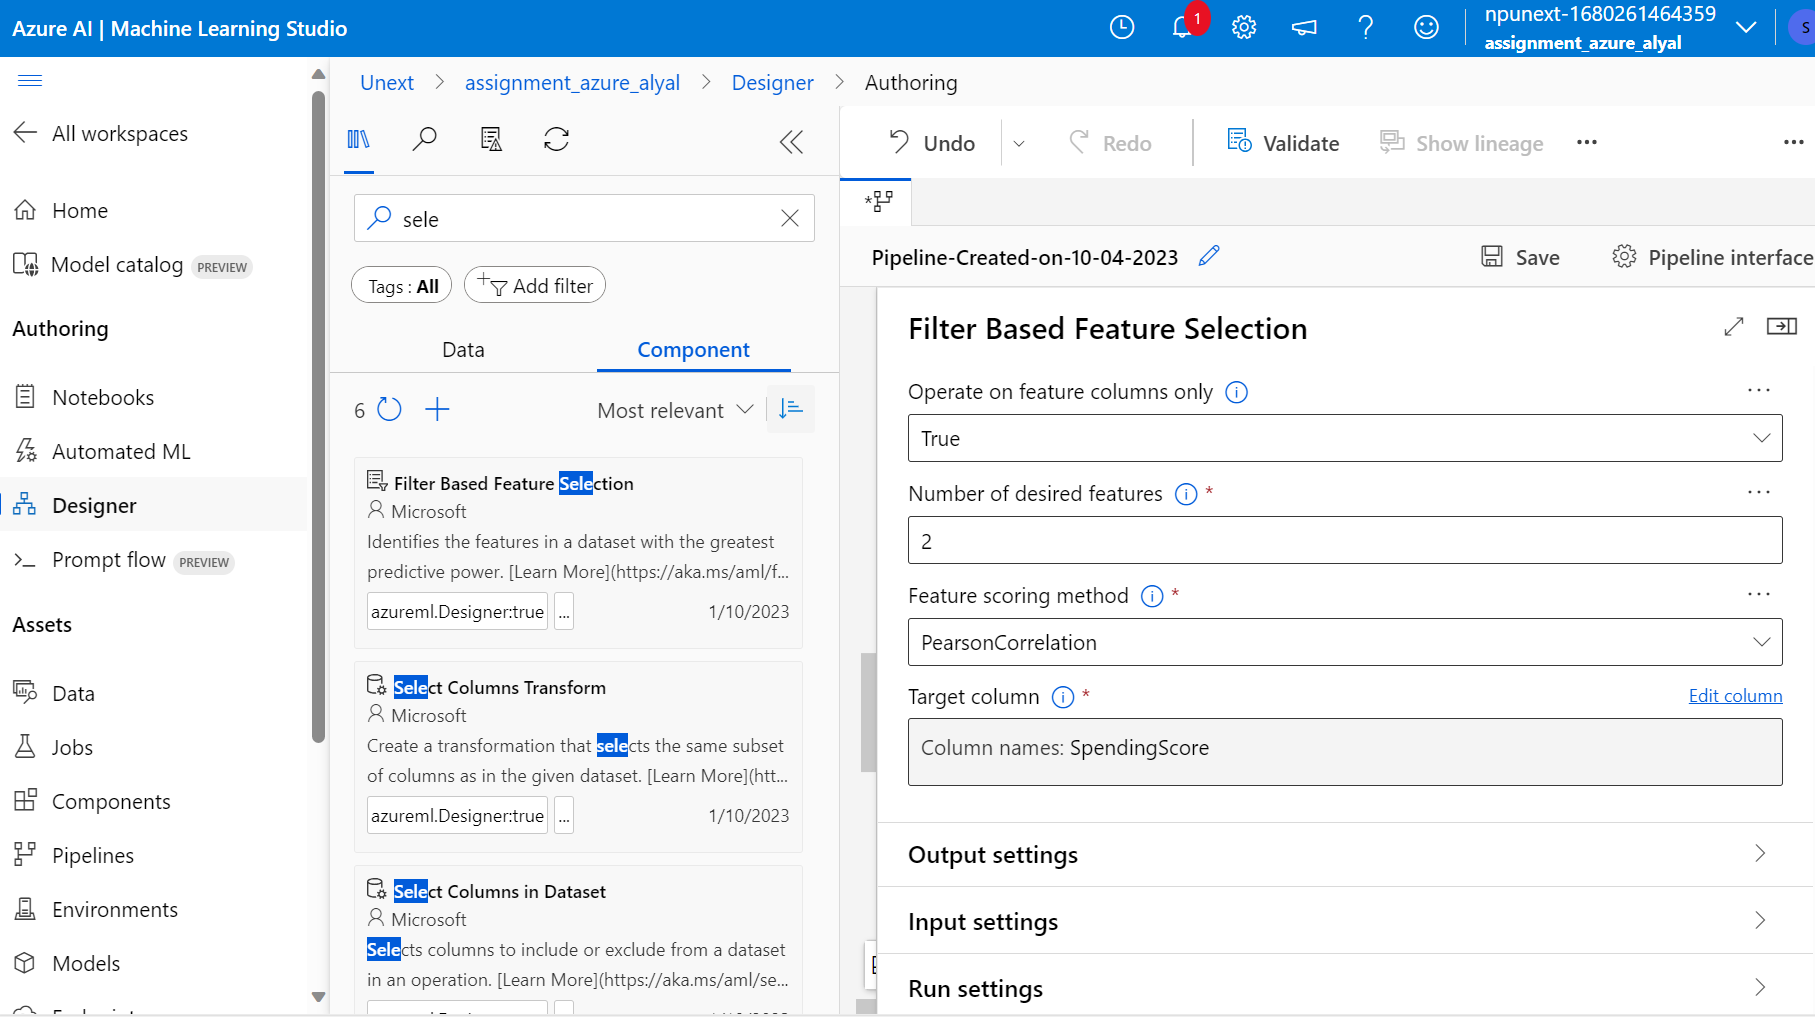 Azure AI | Machine Learning Studio
1
npunext-1680261464359
assignment_azure_alyal
S
All workspaces
Home
Model catalog PREVIEW
Authoring
Notebooks
Automated ML
Designer
Prompt flow PREVIEW
Assets
Data
Jobs
Components
Pipelines
Environments
Models
Unext > assignment_azure_alyal > Designer > Authoring
sele
Tags : All
Add filter
Data
Component
6
Most relevant
Filter Based Feature Selection
Microsoft
Identifies the features in a dataset with the greatest
predictive power. [Learn More](https://aka.ms/aml/f...
azureml.Designer:true ... 1/10/2023
Select Columns Transform
Microsoft
Create a transformation that selects the same subset
of columns as in the given dataset. [Learn More](htt...
azureml.Designer:true ... 1/10/2023
Select Columns in Dataset
Microsoft
Selects columns to include or exclude from a dataset
in an operation. [Learn More](https://aka.ms/aml/se...
Undo
Redo
Validate
Show lineage
Pipeline-Created-on-10-04-2023
Save
Pipeline interface
Filter Based Feature Selection
Operate on feature columns only
True
Number of desired features *
2
Feature scoring method *
PearsonCorrelation
Target column *
Edit column
Column names: SpendingScore
Output settings
Input settings
Run settings